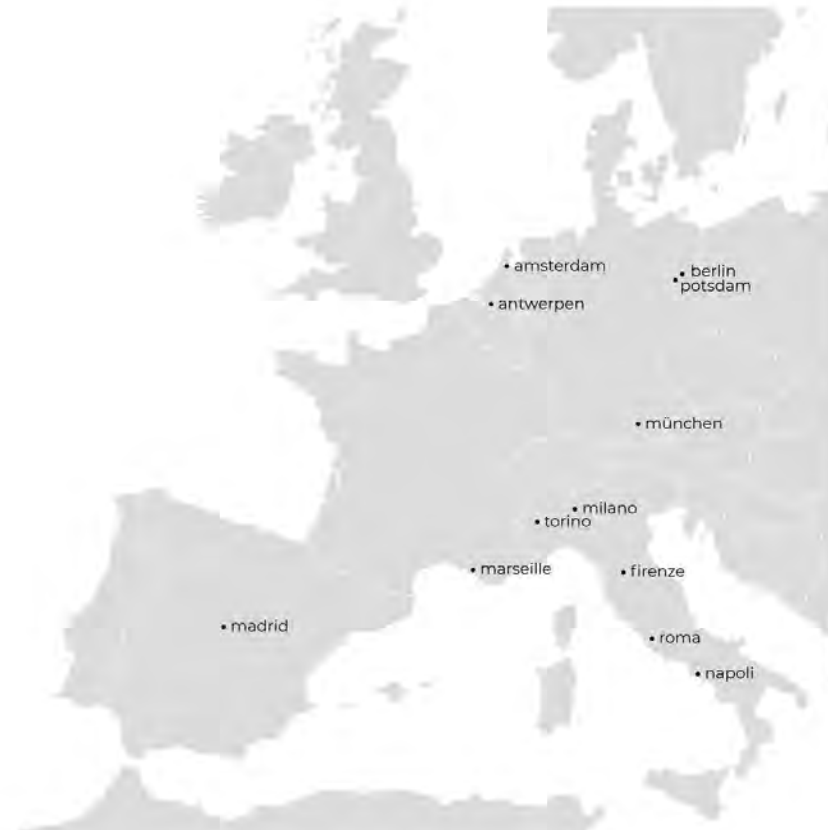 amsterdam
berlin
potsdam
antwerpen
münchen
milano
torino
marseille
firenze
madrid
roma
napoli